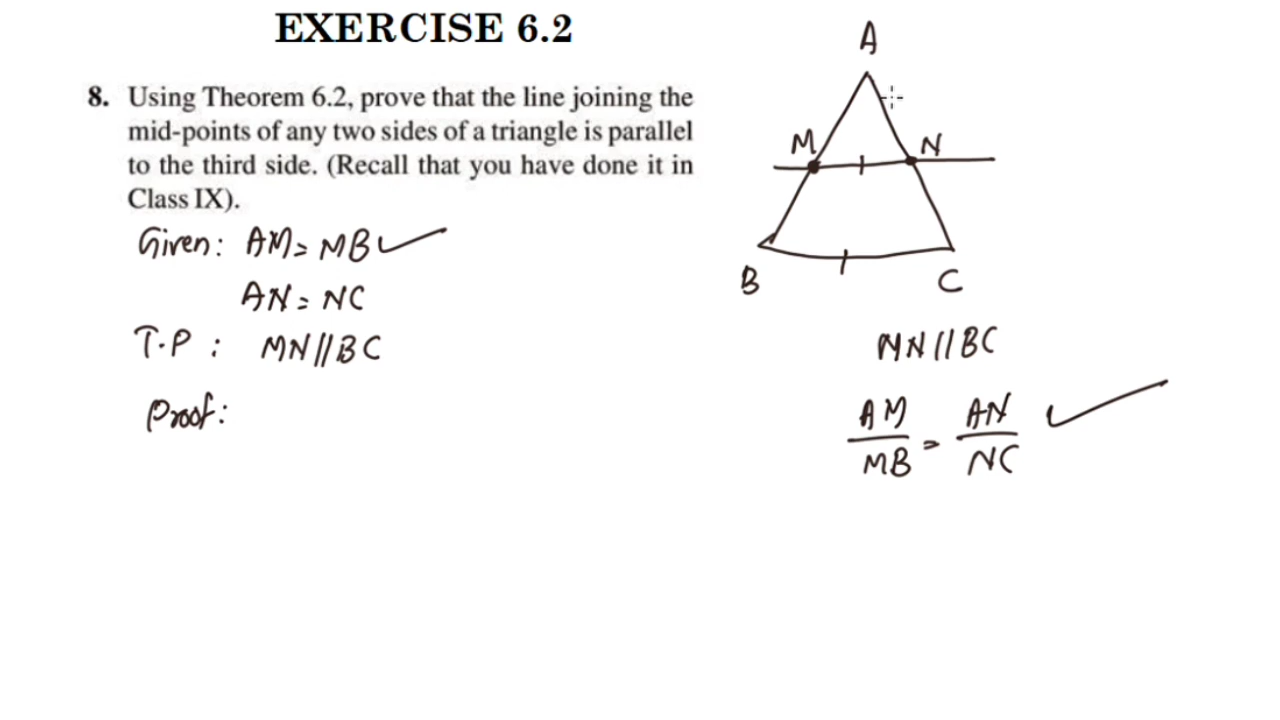 EXERCISE 6.2
8. Using Theorem 6.2, prove that the line joining the
mid-points of any two sides of a triangle is parallel
to the third side. (Recall that you have done it in
Class IX).
Given: AM = MB
AN = NC
T.P : MN // BC
Proof:
A
M N
B C
MN // BC
AM/MB = AN/NC